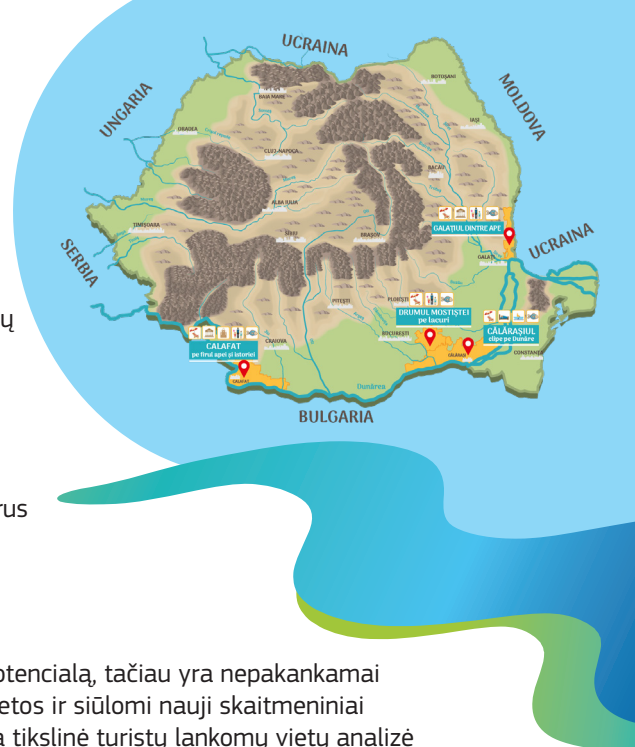 UCRAINA
UNGARIA
MOLDOVA
BOTOȘANI
BAIA MARE
IAȘI
ORADEA
CLUJ-NAPOCA
BACĂU
ALBA IULIA
GALAȚIUL DINTRE APE
TIMIȘOARA
SIBIU
BRAȘOV
GALAȚI
UCRAINA
SERBIA
PITEȘTI
PLOIEȘTI
DRUMUL MOSTIȘTEI
pe lacuri
CĂLĂRAȘIUL
clipe pe Dunăre
BUCUREȘTI
CALAFAT
pe firul apei și istoriei
CRAIOVA
CĂLĂRAȘI
CONSTANȚA
CALAFAT
Dunărea
BULGARIA
ų
rus
otencialą, tačiau yra nepakankamai
etos ir siūlomi nauji skaitmeniniai
a tikslinė turistų lankomų vietų analizė